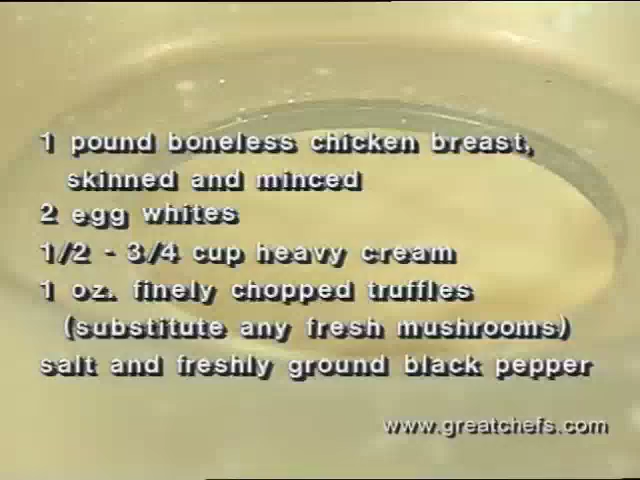 1 pound boneless chicken breast,
skinned and minced
2 egg whites
1/2 - 3/4 cup heavy cream
1 oz. finely chopped truffles
(substitute any fresh mushrooms)
salt and freshly ground black pepper
www.greatchefs.com